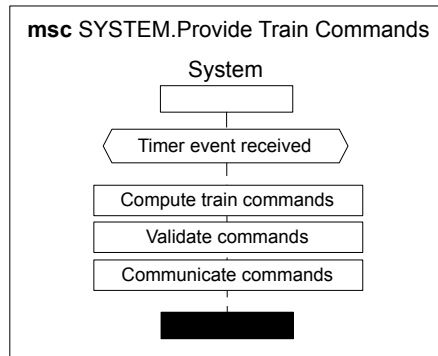 msc SYSTEM.Provide Train Commands
System
Timer event received
Compute train commands
Validate commands
Communicate commands